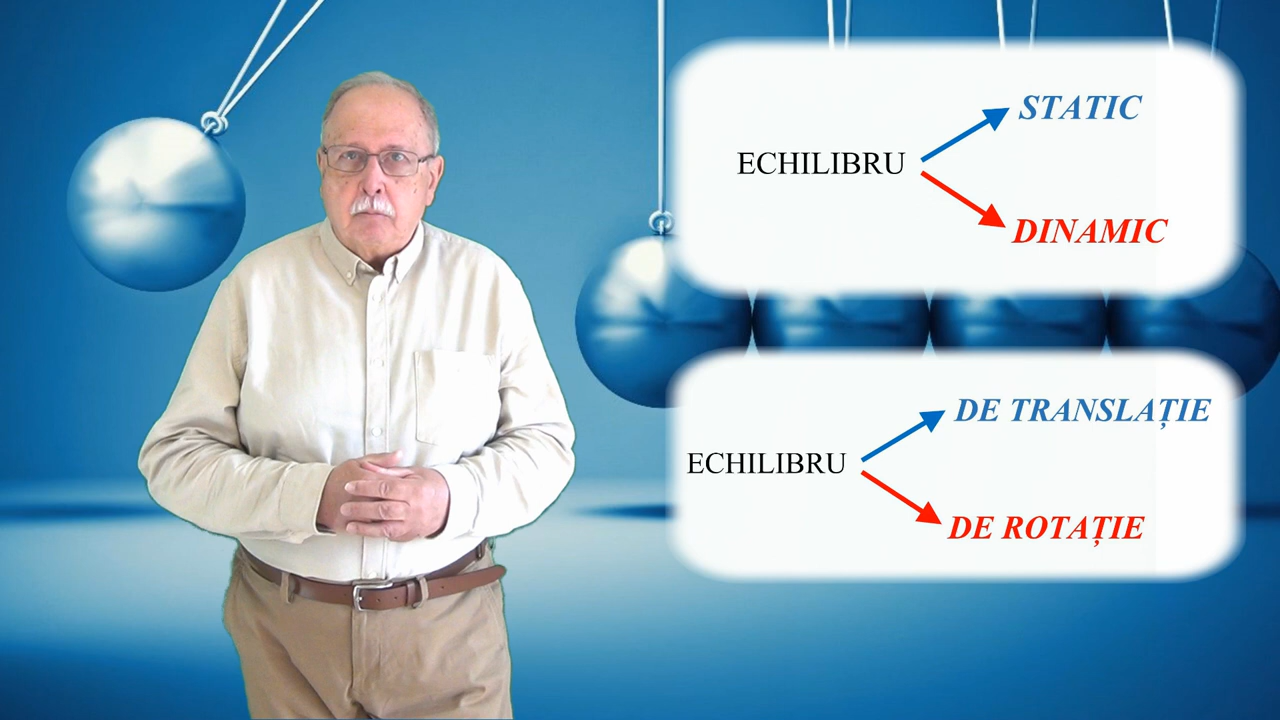 STATIC
ECHILIBRU
DINAMIC
DE TRANSLAȚIE
ECHILIBRU
DE ROTAȚIE